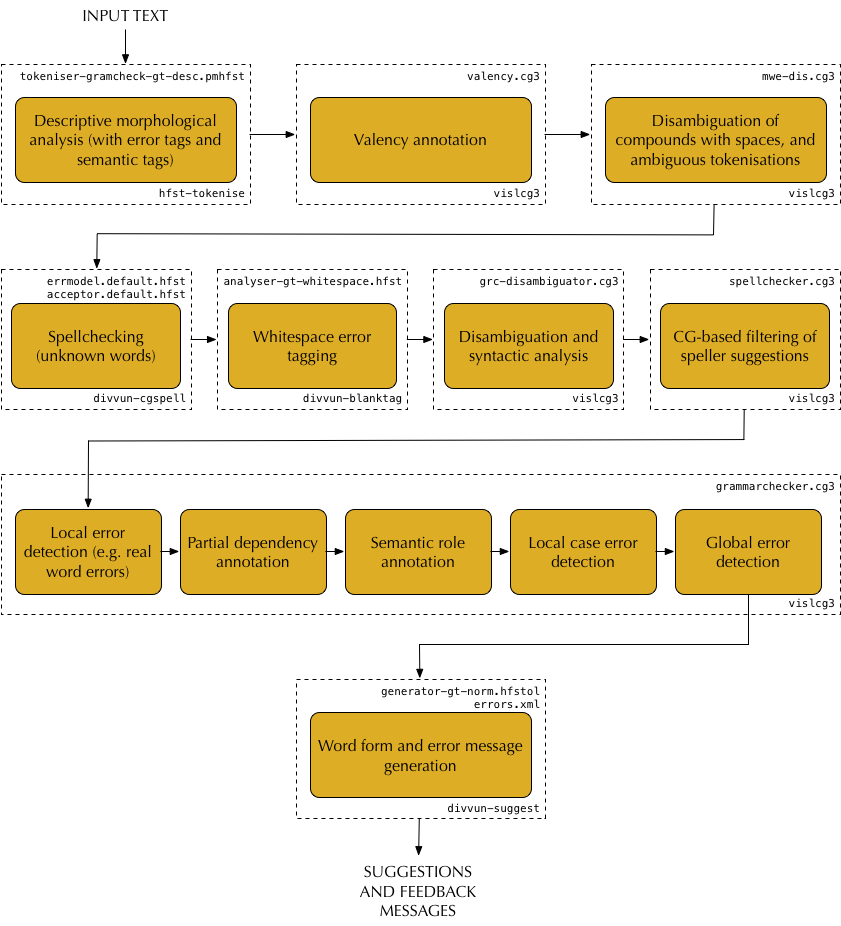 INPUT TEXT
tokeniser-gramcheck-gt-desc.pmhfst
Descriptive morphological
analysis (with error tags and
semantic tags)
hfst-tokenise
valency.cg3
Valency annotation
vislcg3
mwe-dis.cg3
Disambiguation of
compounds with spaces, and
ambiguous tokenisations
vislcg3
errmodel.default.hfst
acceptor.default.hfst
Spellchecking
(unknown words)
divvun-cgspell
analyser-gt-whitespace.hfst
Whitespace error
tagging
divvun-blanktag
grc-disambiguator.cg3
Disambiguation and
syntactic analysis
vislcg3
spellchecker.cg3
CG-based filtering of
speller suggestions
vislcg3
grammarchecker.cg3
Local error
detection (e.g. real
word errors)
Partial dependency
annotation
Semantic role
annotation
Local case error
detection
Global error
detection
vislcg3
generator-gt-norm.hfstol
errors.xml
Word form and error message
generation
divvun-suggest
SUGGESTIONS
AND FEEDBACK
MESSAGES